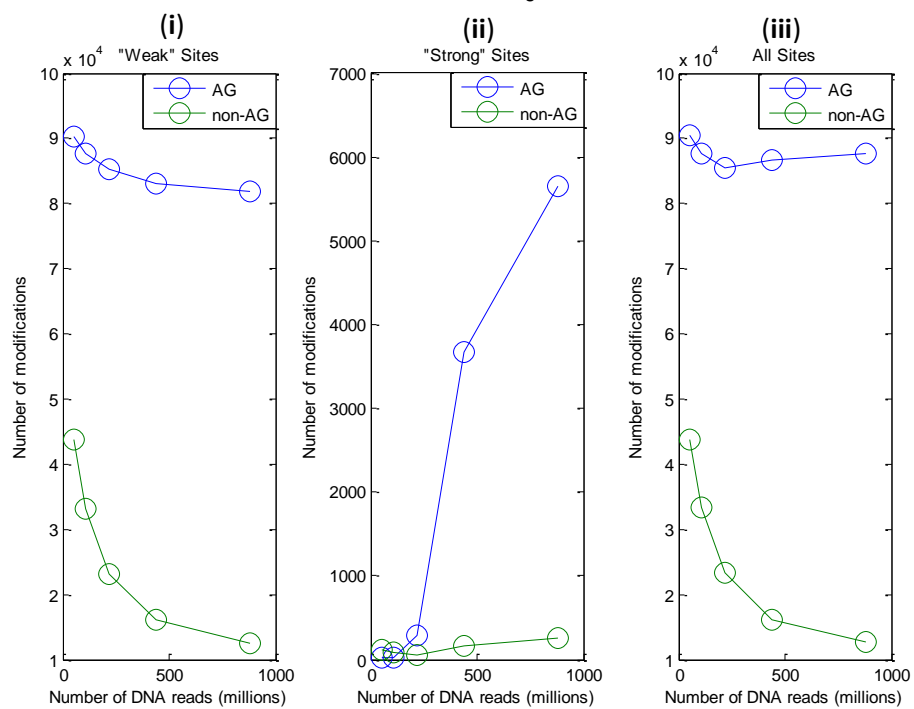 (i)
"Weak" Sites
x 10⁴
AG
non-AG
10
9
8
7
6
5
4
3
2
1
0
500
1000
Number of modifications
Number of DNA reads (millions)
(ii)
"Strong" Sites
AG
non-AG
7000
6000
5000
4000
3000
2000
1000
0
0
500
1000
Number of modifications
Number of DNA reads (millions)
(iii)
All Sites
x 10⁴
AG
non-AG
10
9
8
7
6
5
4
3
2
1
0
500
1000
Number of modifications
Number of DNA reads (millions)